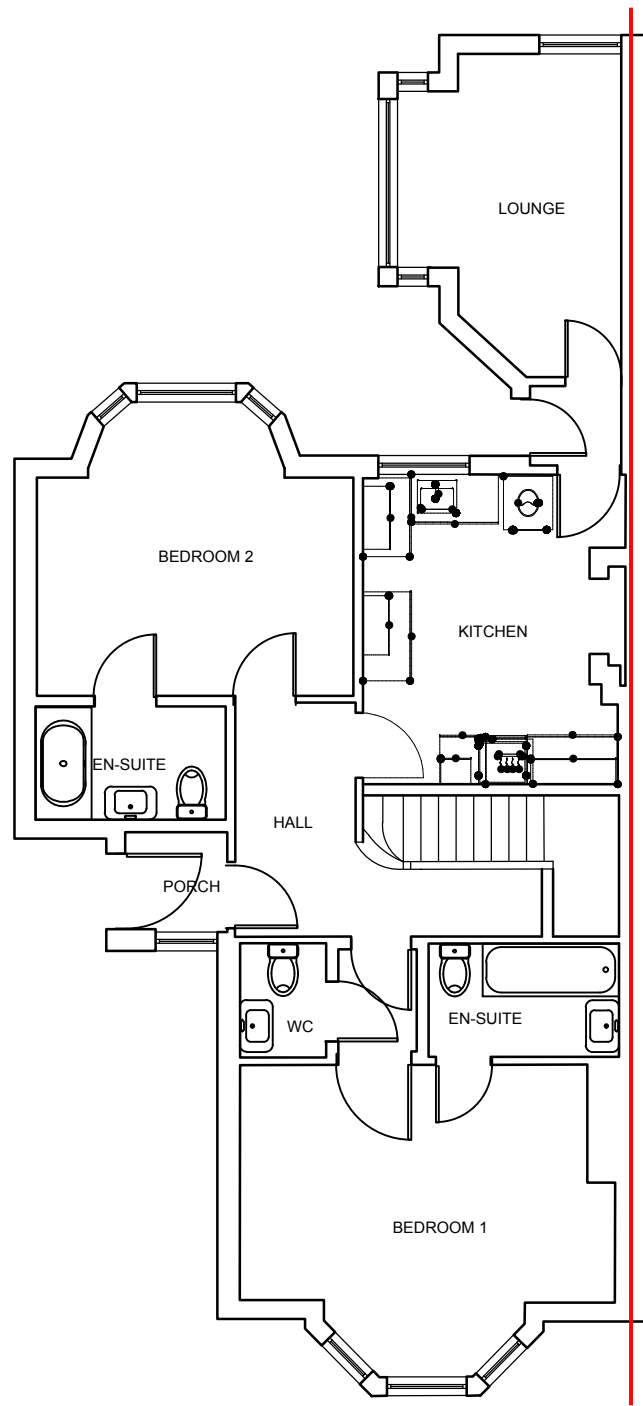 LOUNGE
BEDROOM 2
KITCHEN
EN-SUITE
HALL
PORCH
WC
EN-SUITE
BEDROOM 1